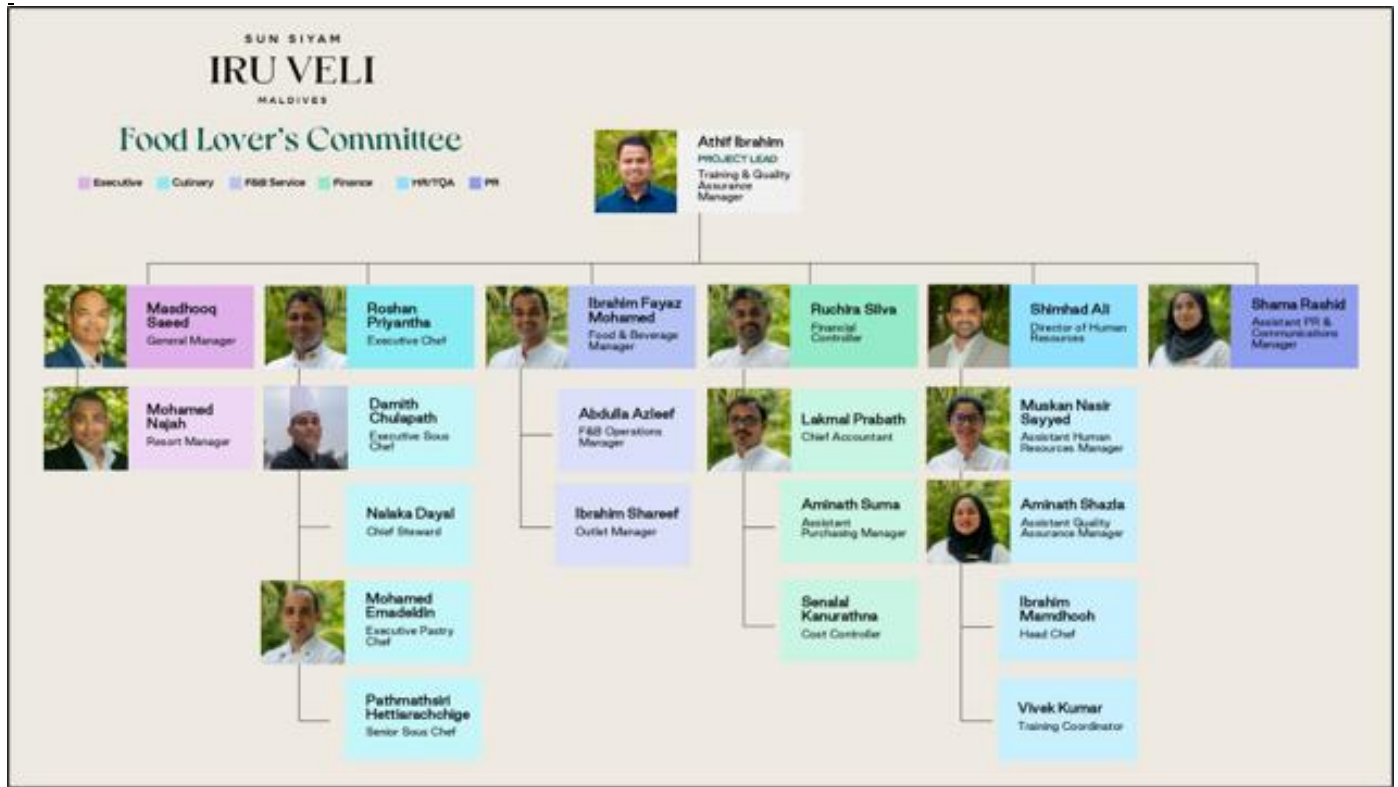 SUN SIYAM
IRU VELI
MALDIVES
Food Lover's Committee
Executive
Culinary
F&B Service
Finance
HR/TQA
PR
Athif Ibrahim
PROJECT LEAD
Training & Quality
Assurance
Manager
Masdhooq
Saeed
General Manager
Roshan
Priyantha
Executive Chef
Ibrahim Fayaz
Mohamed
Food & Beverage
Manager
Ruchira Silva
Financial
Controller
Shimhad Ali
Director of Human
Resources
Shama Rashid
Assistant PR &
Communications
Manager
Mohamed
Najah
Resort Manager
Damith
Chulapath
Executive Sous
Chef
Abdulla Azleef
F&B Operations
Manager
Lakmal Prabath
Chief Accountant
Muskan Nasir
Sayyed
Assistant Human
Resources Manager
Nalaka Dayal
Chief Steward
Ibrahim Shareef
Outlet Manager
Aminath Suma
Assistant
Purchasing Manager
Aminath Shazla
Assistant Quality
Assurance Manager
Mohamed
Emadeldin
Executive Pastry
Chef
Senalal
Kanurathna
Cost Controller
Ibrahim
Mamdhooh
Head Chef
Pathmathsiri
Hettiarachchige
Senior Sous Chef
Vivek Kumar
Training Coordinator